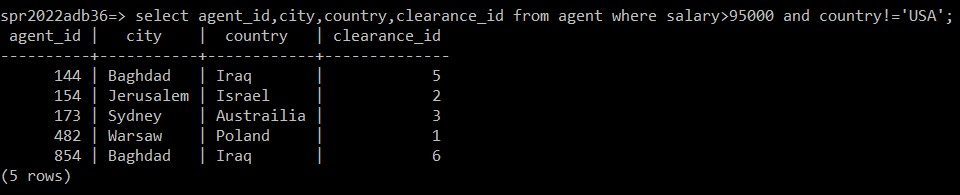 spr2022adb36=> select agent_id,city,country,clearance_id from agent where salary>95000 and country!='USA';
 agent_id |   city    |  country   | clearance_id
----------+-----------+------------+--------------
      144 | Baghdad   | Iraq       |            5
      154 | Jerusalem | Israel     |            2
      173 | Sydney    | Austrailia |            3
      482 | Warsaw    | Poland     |            1
      854 | Baghdad   | Iraq       |            6
(5 rows)